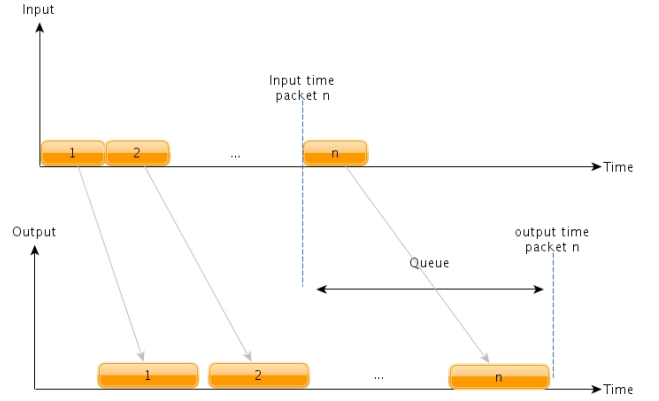 Input
Input time
packet n
1
2
...
n
Time
Output
output time
packet n
Queue
1
2
...
n
Time